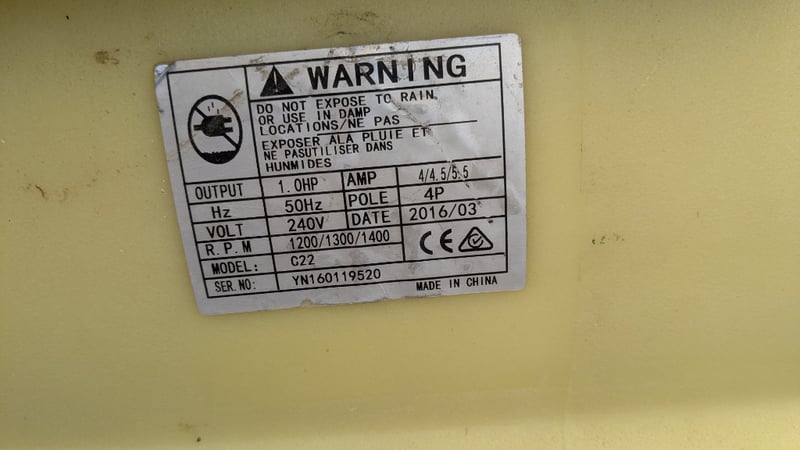 WARNING
DO NOT EXPOSE TO RAIN
OR USE IN DAMP
LOCATIONS/NE PAS
EXPOSER ALA PLUIE ET
NE PASUTILISER DANS
HUNMIDES
OUTPUT 1.0HP AMP 4/4.5/5.5
Hz 50Hz POLE 4P
VOLT 240V DATE 2016/03
R.P.M 1200/1300/1400
MODEL: C22
SER.NO: YN160119520
CE
MADE IN CHINA